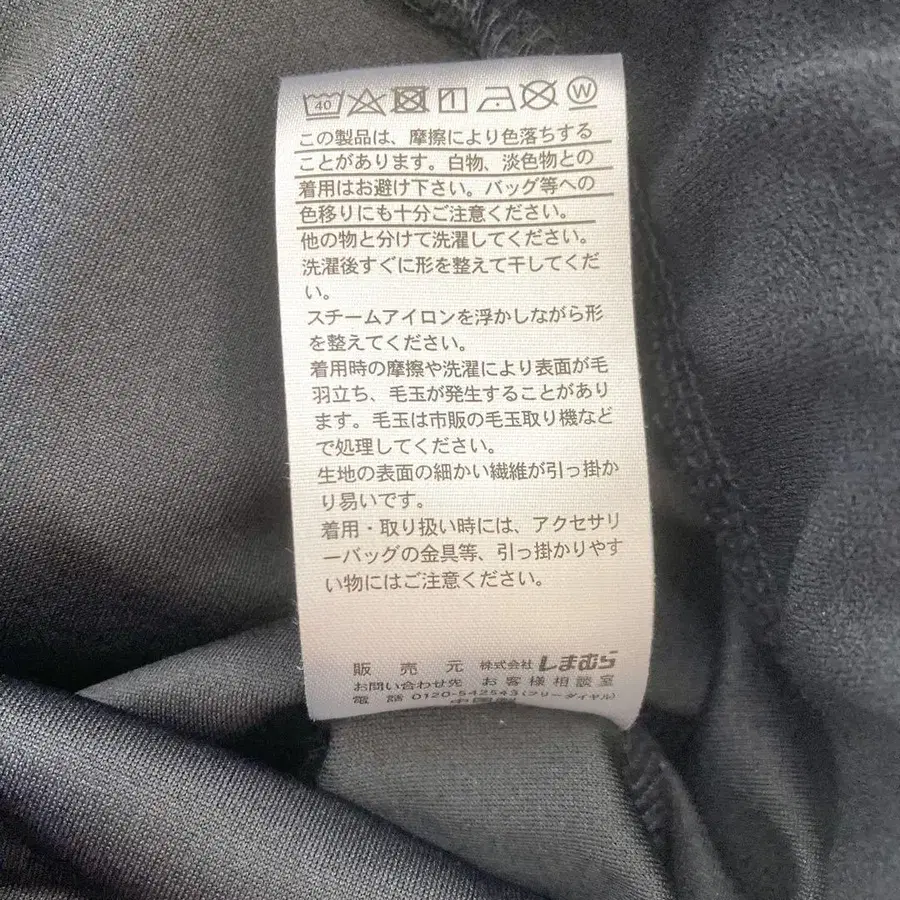 40 W
この製品は、摩擦により色落ちする
ことがあります。白物、淡色物との
着用はお避け下さい。バッグ等への
色移りにも十分ご注意ください。
他の物と分けて洗濯してください。
洗濯後すぐに形を整えて干してくだ
い。
スチームアイロンを浮かしながら形
を整えてください。
着用時の摩擦や洗濯により表面が毛
羽立ち、毛玉が発生することがあり
ます。毛玉は市販の毛玉取り機など
で処理してください。
生地の表面の細かい繊維が引っ掛か
り易いです。
着用・取り扱い時には、アクセサリ
ーバッグの金具等、引っ掛かりやす
い物にはご注意ください。
販売元 株式会社 しまむら
お問い合わせ先 お客様相談室
電話 0120-542543(フリーダイヤル)